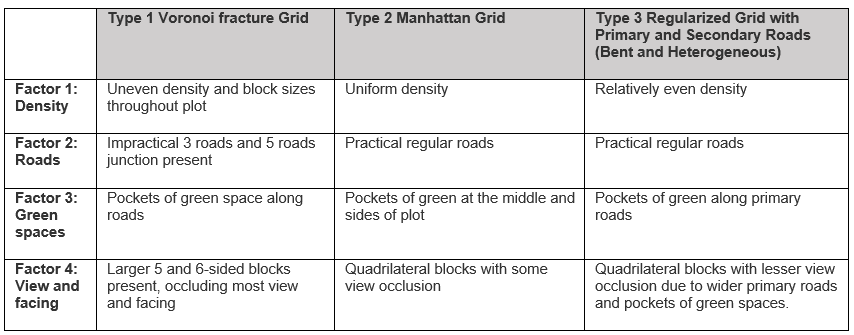 Type 1 Voronoi fracture Grid
Type 2 Manhattan Grid
Type 3 Regularized Grid with
Primary and Secondary Roads
(Bent and Heterogeneous)
Factor 1:
Density
Uneven density and block sizes
throughout plot
Uniform density
Relatively even density
Factor 2:
Roads
Impractical 3 roads and 5 roads
junction present
Practical regular roads
Practical regular roads
Factor 3:
Green
spaces
Pockets of green space along
roads
Pockets of green at the middle and
sides of plot
Pockets of green along primary
roads
Factor 4:
View and
facing
Larger 5 and 6-sided blocks
present, occluding most view
and facing
Quadrilateral blocks with some
view occlusion
Quadrilateral blocks with lesser view
occlusion due to wider primary roads
and pockets of green spaces.